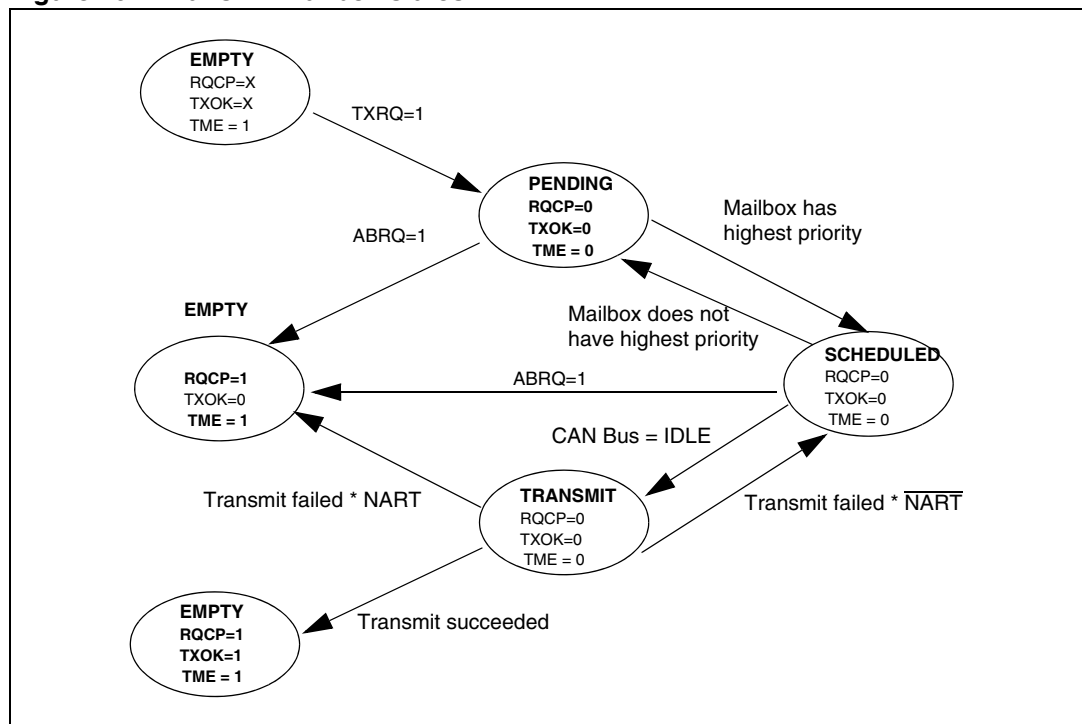 EMPTY
RQCP=X
TXOK=X
TME = 1
TXRQ=1
PENDING
RQCP=0
TXOK=0
TME = 0
Mailbox has
highest priority
ABRQ=1
EMPTY
Mailbox does not
have highest priority
SCHEDULED
RQCP=0
TXOK=0
TME = 0
RQCP=1
TXOK=0
TME = 1
ABRQ=1
CAN Bus = IDLE
Transmit failed * NART
TRANSMIT
RQCP=0
TXOK=0
TME = 0
Transmit failed * N̅A̅R̅T̅
EMPTY
RQCP=1
TXOK=1
TME = 1
Transmit succeeded